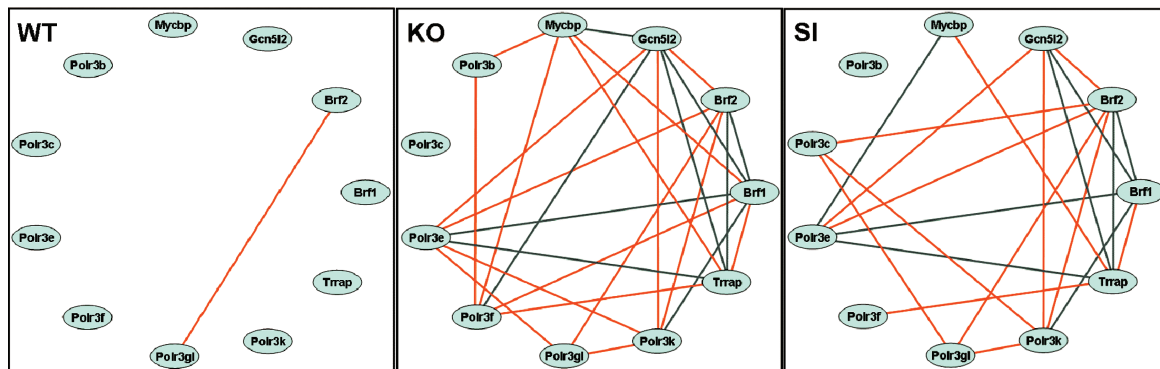 WT
Mycbp
Gcn5l2
Polr3b
Brf2
Polr3c
Brf1
Polr3e
Trrap
Polr3f
Polr3k
Polr3gl
KO
Mycbp
Gcn5l2
Polr3b
Brf2
Polr3c
Brf1
Polr3e
Trrap
Polr3f
Polr3k
Polr3gl
SI
Mycbp
Gcn5l2
Polr3b
Brf2
Polr3c
Brf1
Polr3e
Trrap
Polr3f
Polr3k
Polr3gl